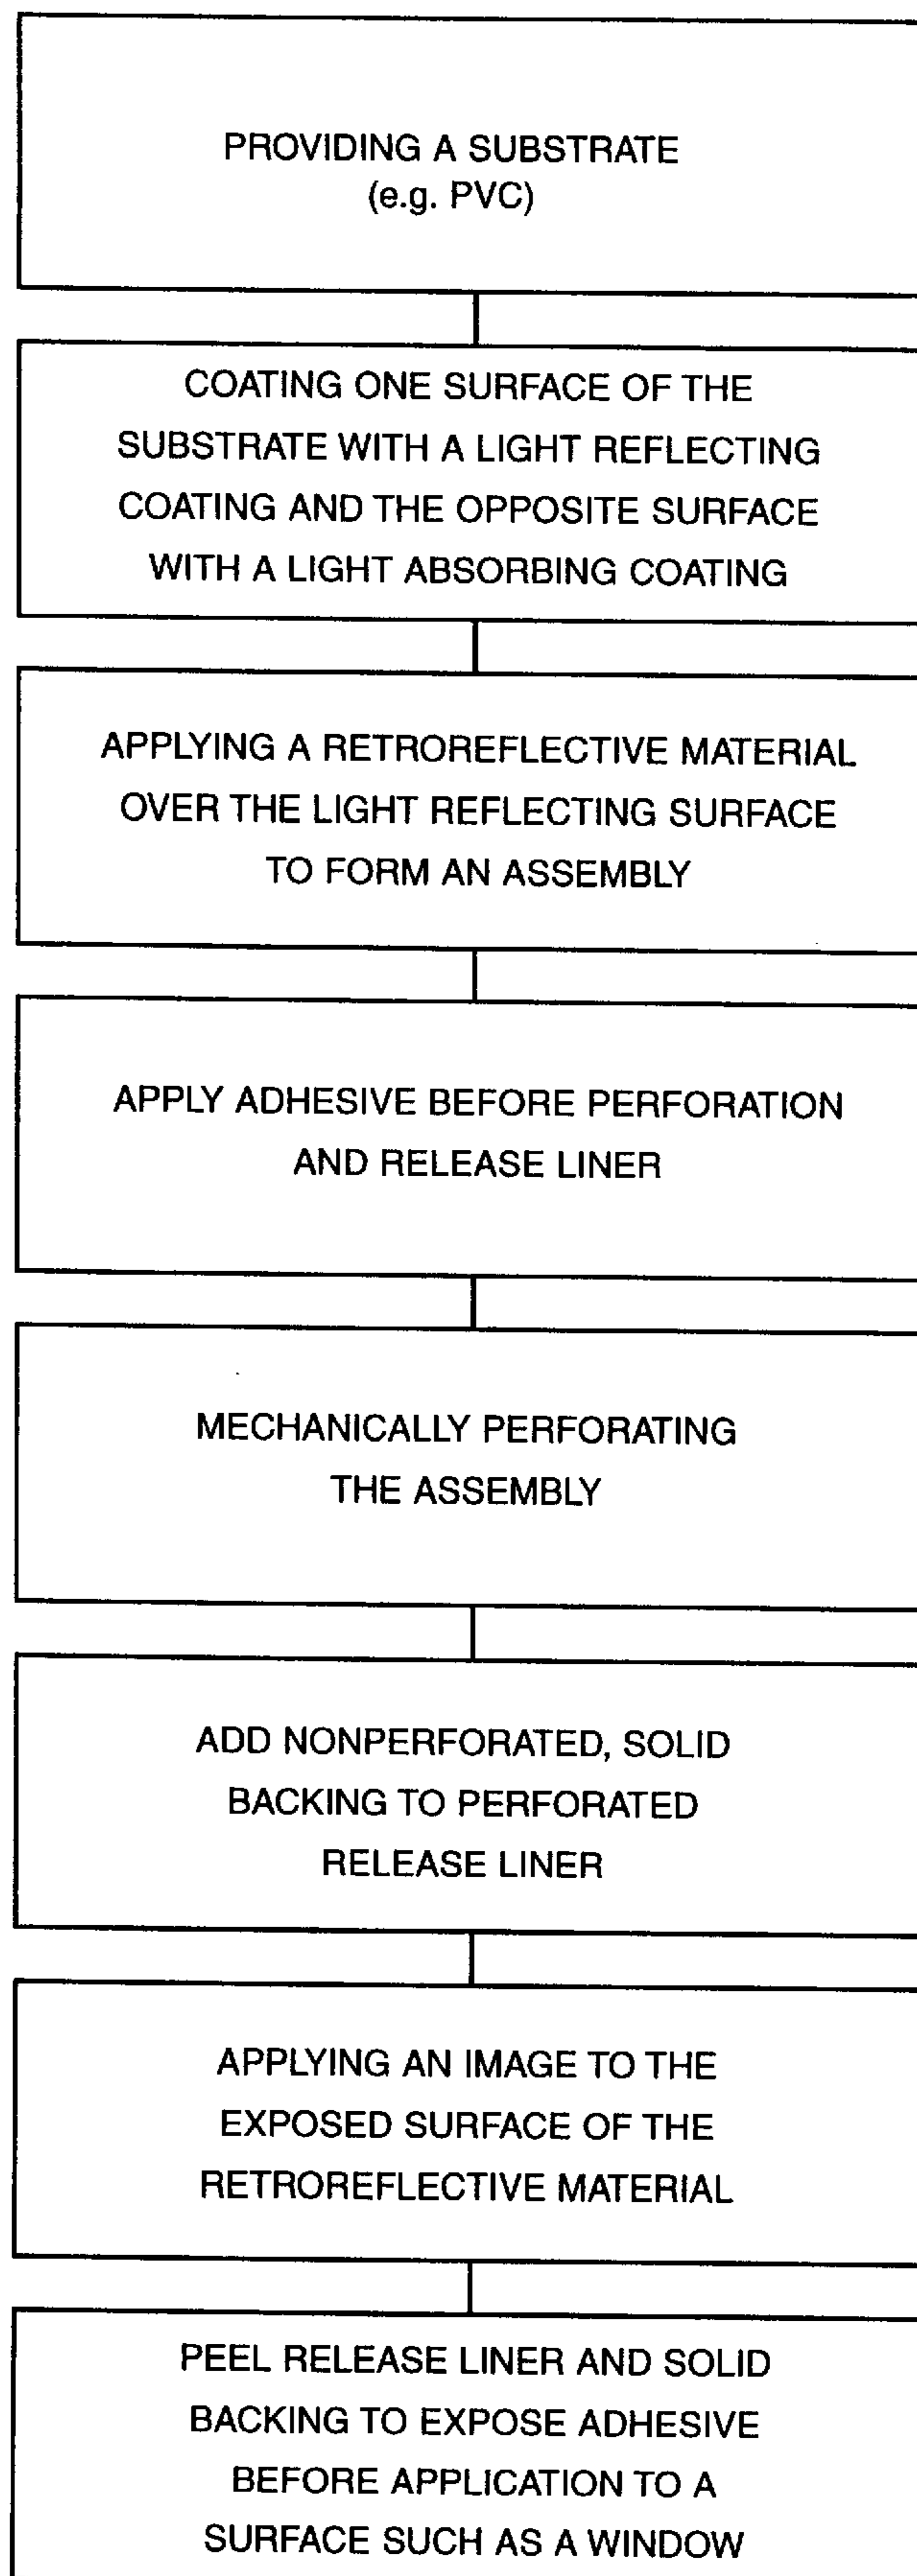 PROVIDING A SUBSTRATE
(e.g. PVC)
COATING ONE SURFACE OF THE
SUBSTRATE WITH A LIGHT REFLECTING
COATING AND THE OPPOSITE SURFACE
WITH A LIGHT ABSORBING COATING
APPLYING A RETROREFLECTIVE MATERIAL
OVER THE LIGHT REFLECTING SURFACE
TO FORM AN ASSEMBLY
APPLY ADHESIVE BEFORE PERFORATION
AND RELEASE LINER
MECHANICALLY PERFORATING
THE ASSEMBLY
ADD NONPERFORATED, SOLID
BACKING TO PERFORATED
RELEASE LINER
APPLYING AN IMAGE TO THE
EXPOSED SURFACE OF THE
RETROREFLECTIVE MATERIAL
PEEL RELEASE LINER AND SOLID
BACKING TO EXPOSE ADHESIVE
BEFORE APPLICATION TO A
SURFACE SUCH AS A WINDOW